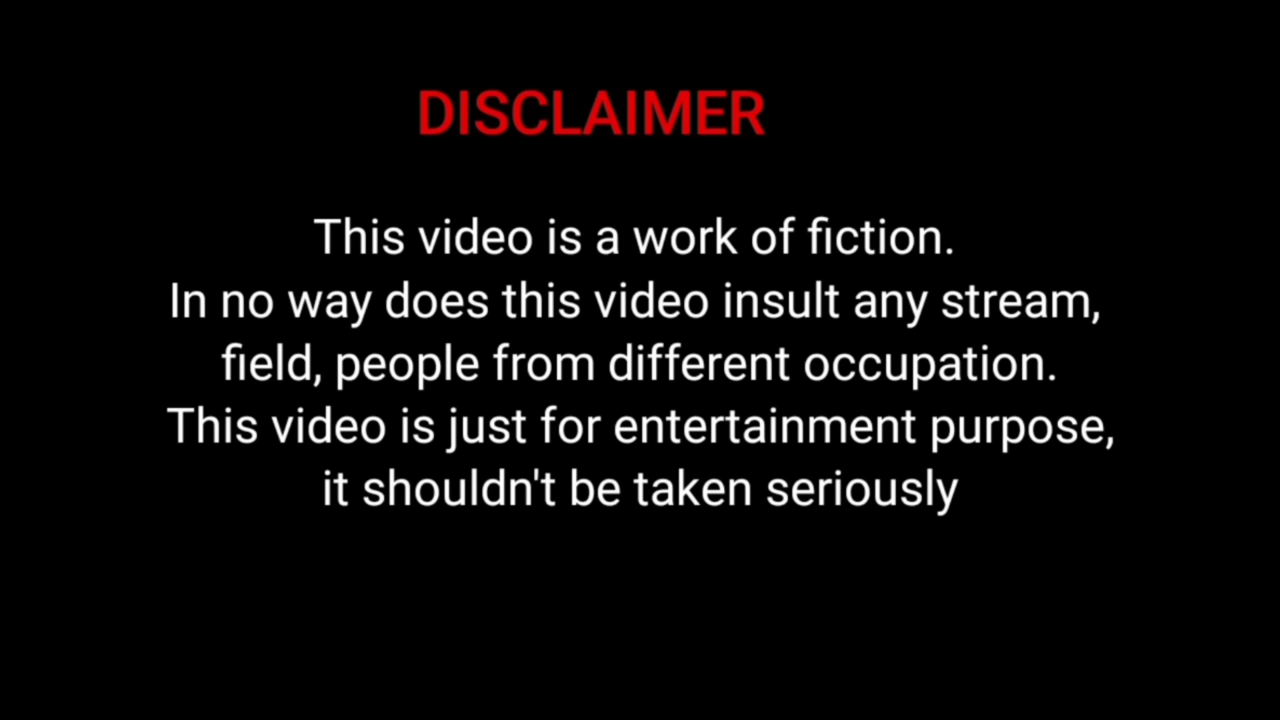 DISCLAIMER
This video is a work of fiction.
In no way does this video insult any stream,
field, people from different occupation.
This video is just for entertainment purpose,
it shouldn't be taken seriously